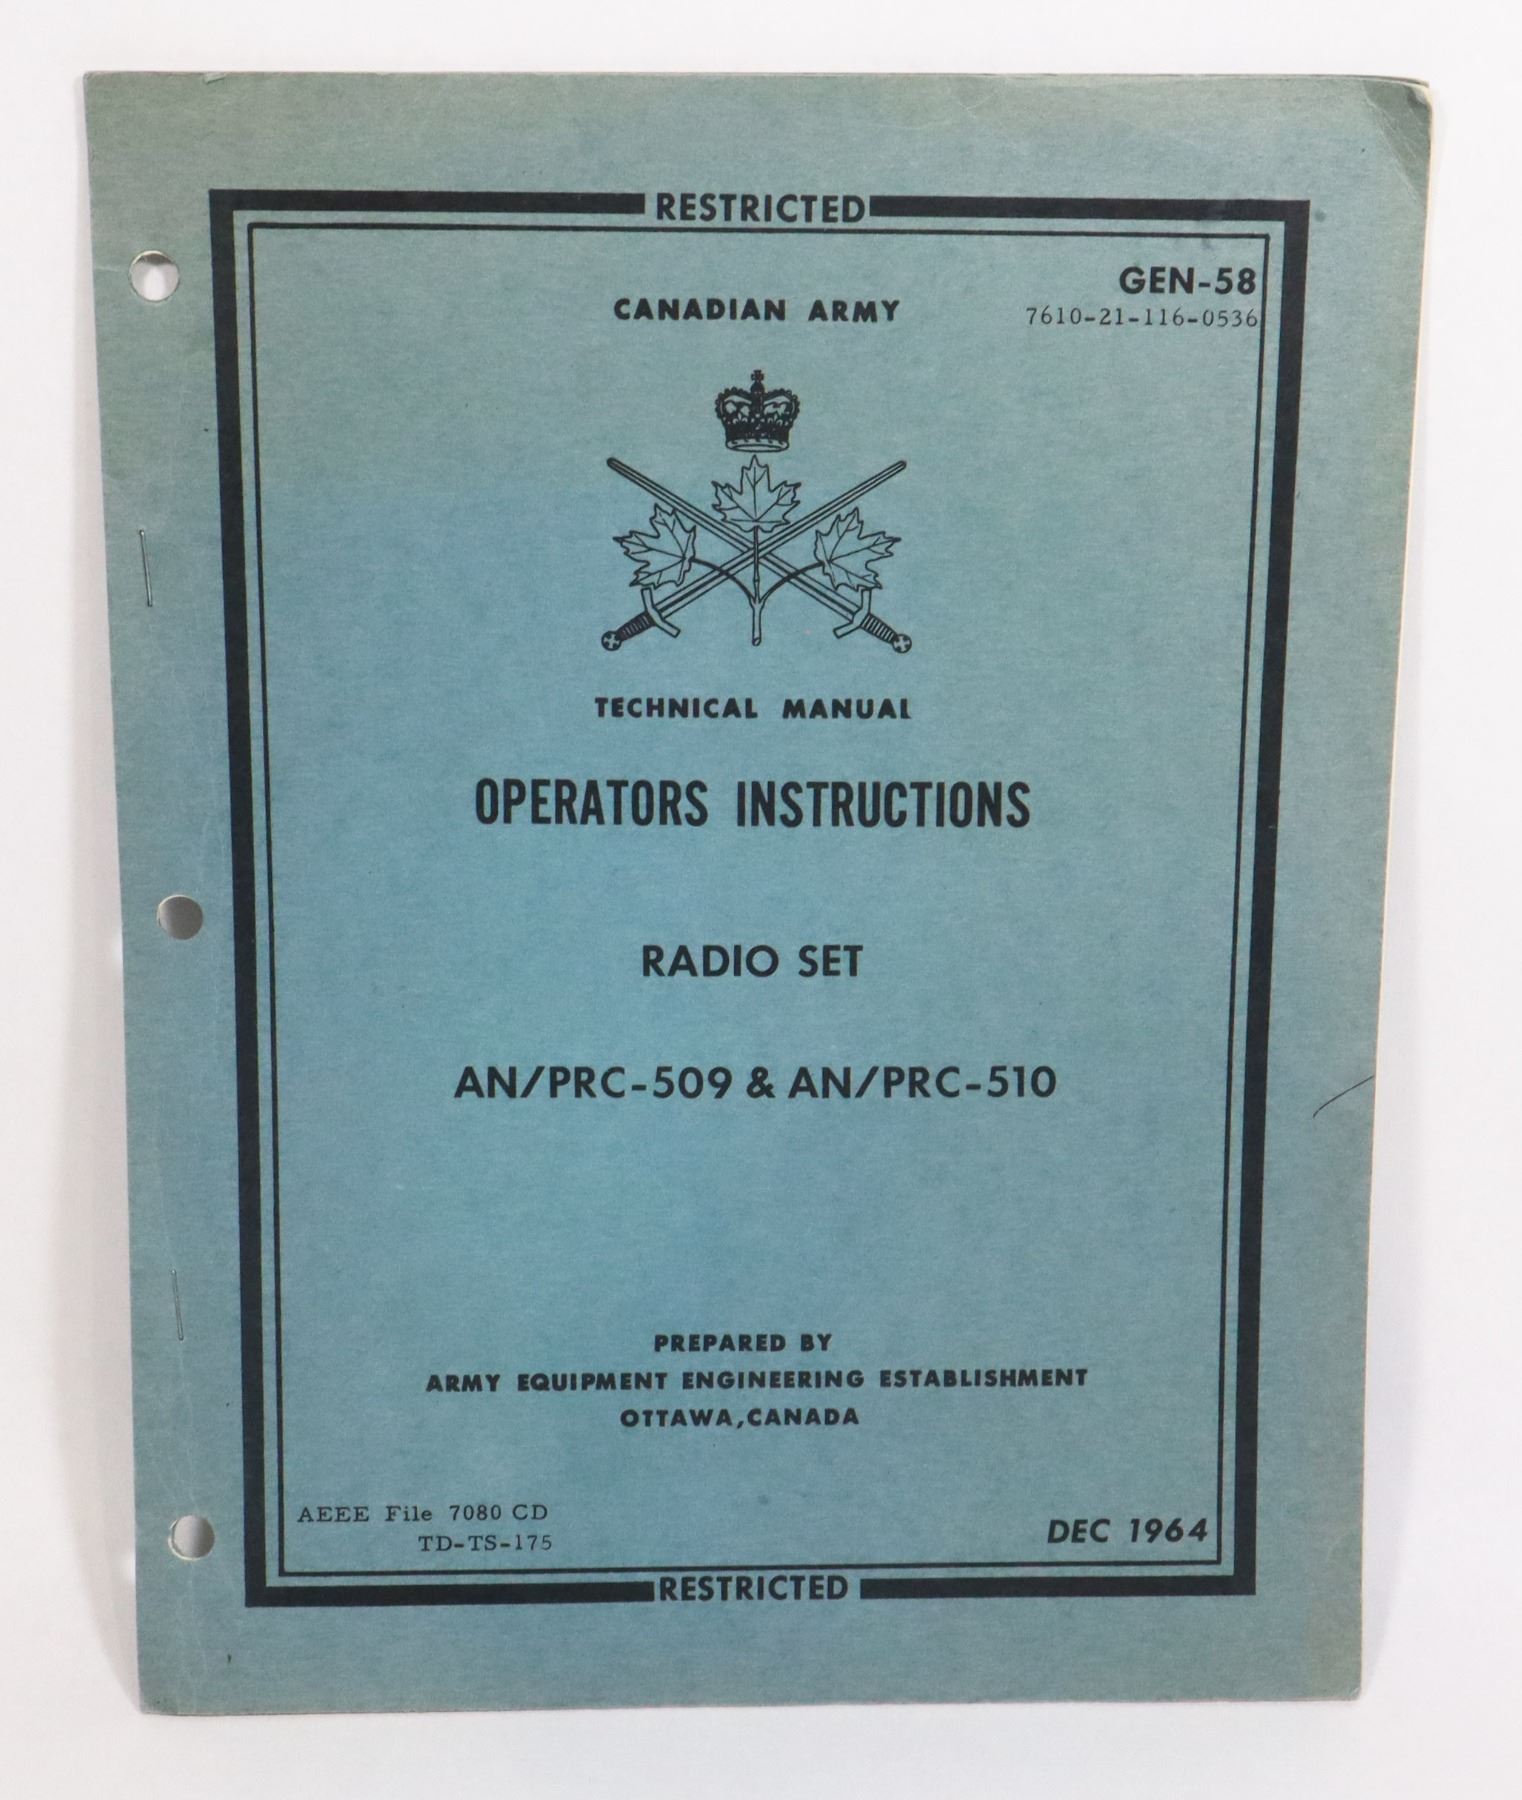 RESTRICTED
GEN-58
CANADIAN ARMY
7610-21-116-0536
TECHNICAL MANUAL
OPERATORS INSTRUCTIONS
RADIO SET
AN/PRC-509 & AN/PRC-510
PREPARED BY
ARMY EQUIPMENT ENGINEERING ESTABLISHMENT
OTTAWA,CANADA
AEEE File 7080 CD
TD-TS-175
DEC 1964
RESTRICTED